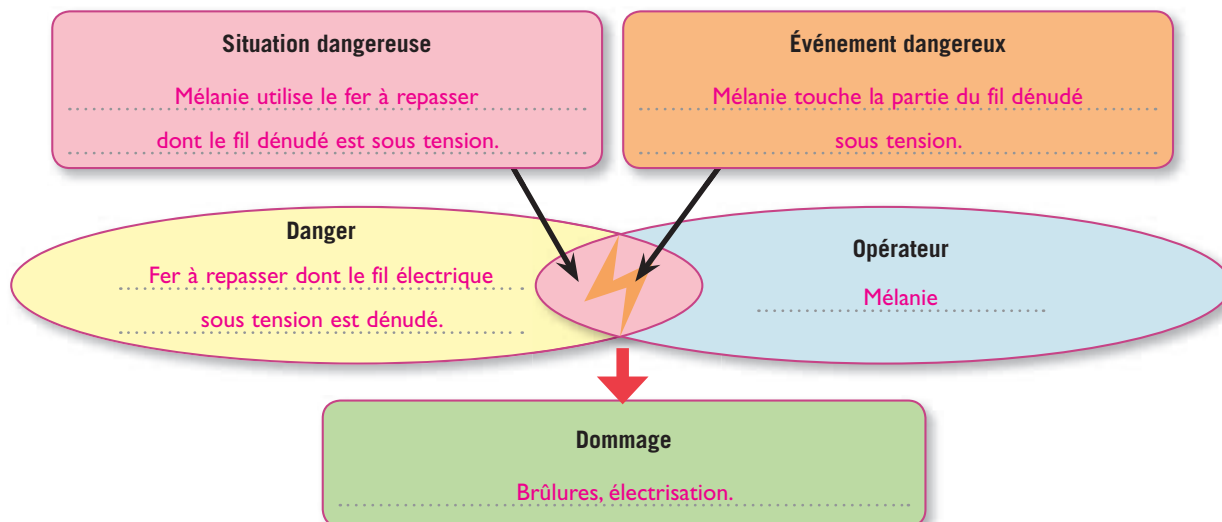 Situation dangereuse
Mélanie utilise le fer à repasser
dont le fil dénudé est sous tension.
Événement dangereux
Mélanie touche la partie du fil dénudé
sous tension.
Danger
Fer à repasser dont le fil électrique
sous tension est dénudé.
Opérateur
Mélanie
Dommage
Brûlures, électrisation.